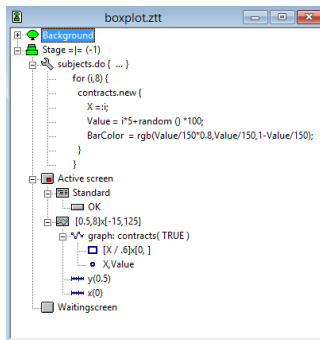 boxplot.ztt
Background
Stage =|= (-1)
subjects.do { ... }
for (i,8) {
contracts.new {
X =:i;
Value = i*5+random () *100;
BarColor = rgb(Value/150*0.8,Value/150,1-Value/150);
}
}
Active screen
Standard
OK
[0.5,8]x[-15,125]
graph: contracts( TRUE )
[X / .6]x[0, ]
X,Value
y(0.5)
x(0)
Waitingscreen